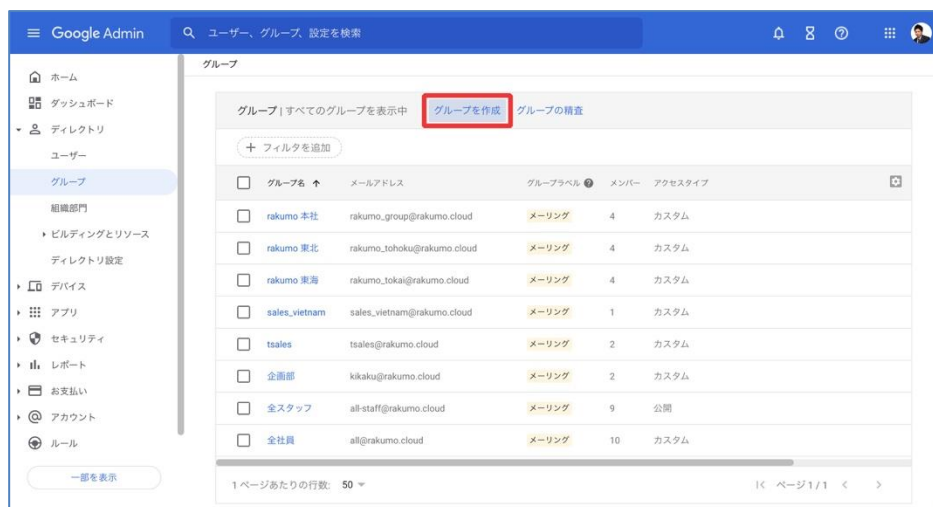 Google Admin
ユーザー、グループ、設定を検索
ホーム
ダッシュボード
ディレクトリ
ユーザー
グループ
組織部門
ビルディングとリソース
ディレクトリ設定
デバイス
アプリ
セキュリティ
レポート
お支払い
アカウント
ルール
一部を表示
グループ
グループ | すべてのグループを表示中 グループを作成 グループの精査
+ フィルタを追加
グループ名 ↑ メールアドレス グループラベル メンバー アクセスタイプ
rakumo 本社 rakumo_group@rakumo.cloud メーリング 4 カスタム
rakumo 東北 rakumo_tohoku@rakumo.cloud メーリング 4 カスタム
rakumo 東海 rakumo_tokai@rakumo.cloud メーリング 4 カスタム
sales_vietnam sales_vietnam@rakumo.cloud メーリング 1 カスタム
tsales tsales@rakumo.cloud メーリング 2 カスタム
企画部 kikaku@rakumo.cloud メーリング 2 カスタム
全スタッフ all-staff@rakumo.cloud メーリング 9 公開
全社員 all@rakumo.cloud メーリング 10 カスタム
1 ページあたりの行数: 50 ページ 1 / 1